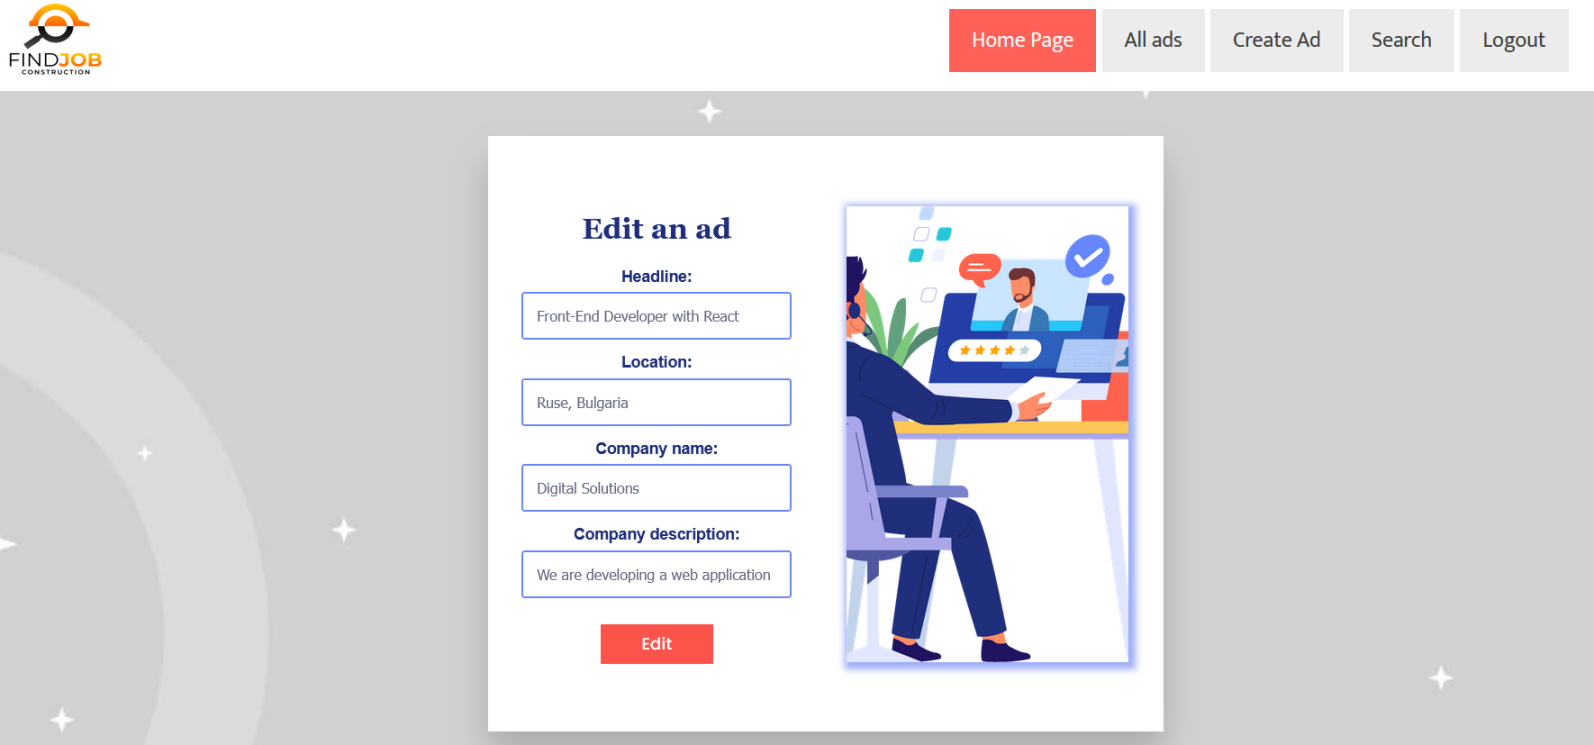 FINDJOB
CONSTRUCTION
Home Page
All ads
Create Ad
Search
Logout
Edit an ad
Headline:
Front-End Developer with React
Location:
Ruse, Bulgaria
Company name:
Digital Solutions
Company description:
We are developing a web application
Edit